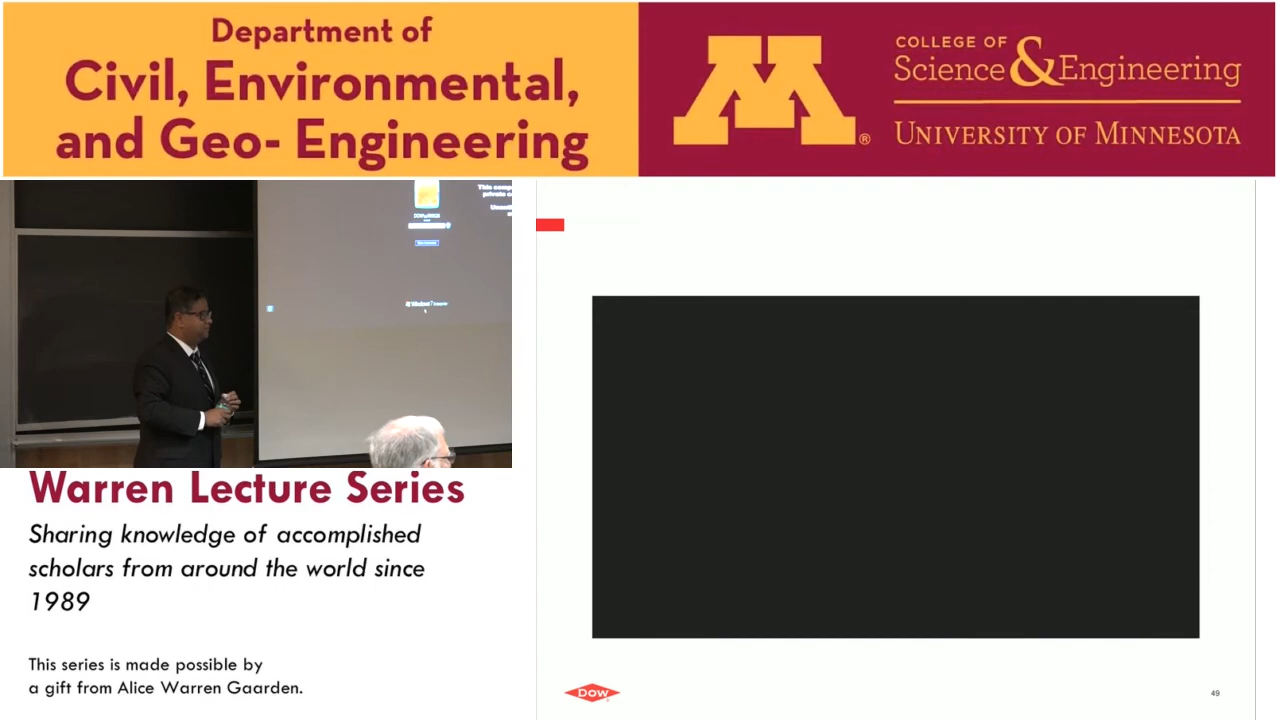 Department of
Civil, Environmental,
and Geo- Engineering
M®
COLLEGE OF
Science & Engineering
UNIVERSITY OF MINNESOTA
Windows 7
Warren Lecture Series
Sharing knowledge of accomplished
scholars from around the world since
1989
This series is made possible by
a gift from Alice Warren Gaarden.
DOW
49